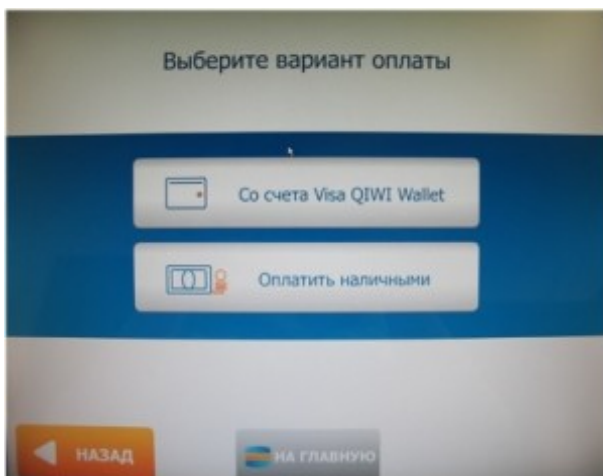 Выберите вариант оплаты
Со счета Visa QIWI Wallet
Оплатить наличными
НАЗАД
НА ГЛАВНУЮ